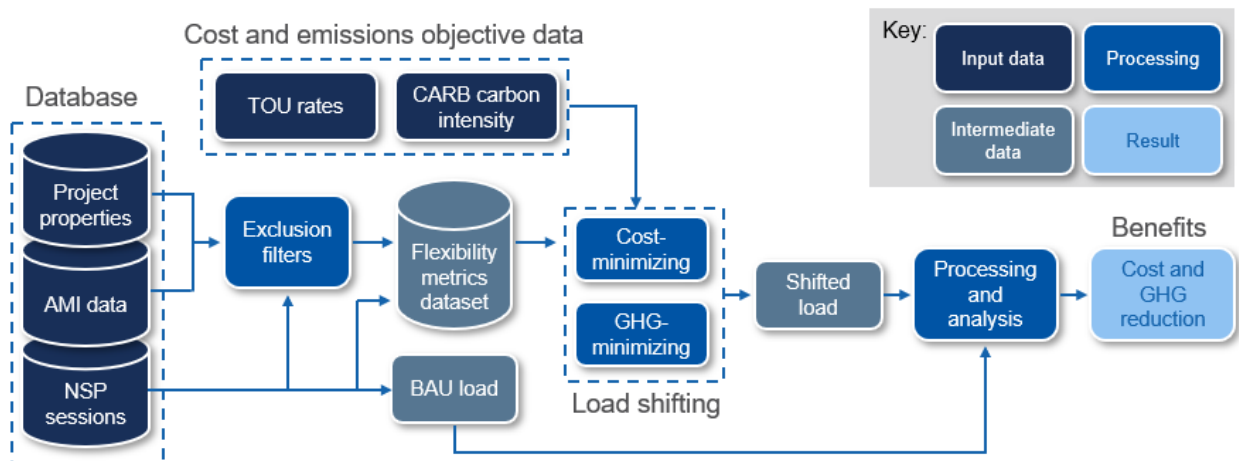 Cost and emissions objective data
Key:
Input data
Processing
Intermediate
data
Result
TOU rates
CARB carbon
intensity
Database
Project
properties
AMI data
NSP
sessions
Exclusion
filters
Flexibility
metrics
dataset
BAU load
Cost-
minimizing
GHG-
minimizing
Load shifting
Shifted
load
Processing
and
analysis
Benefits
Cost and
GHG
reduction